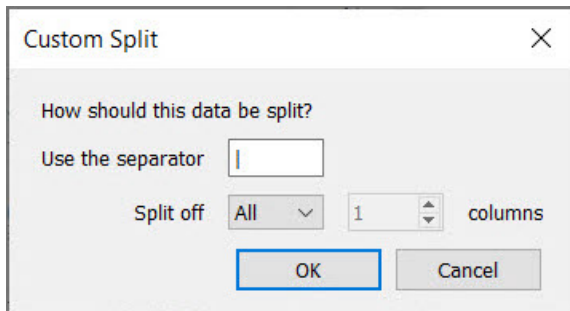 Custom Split
How should this data be split?
Use the separator
Split off All 1 columns
OK Cancel